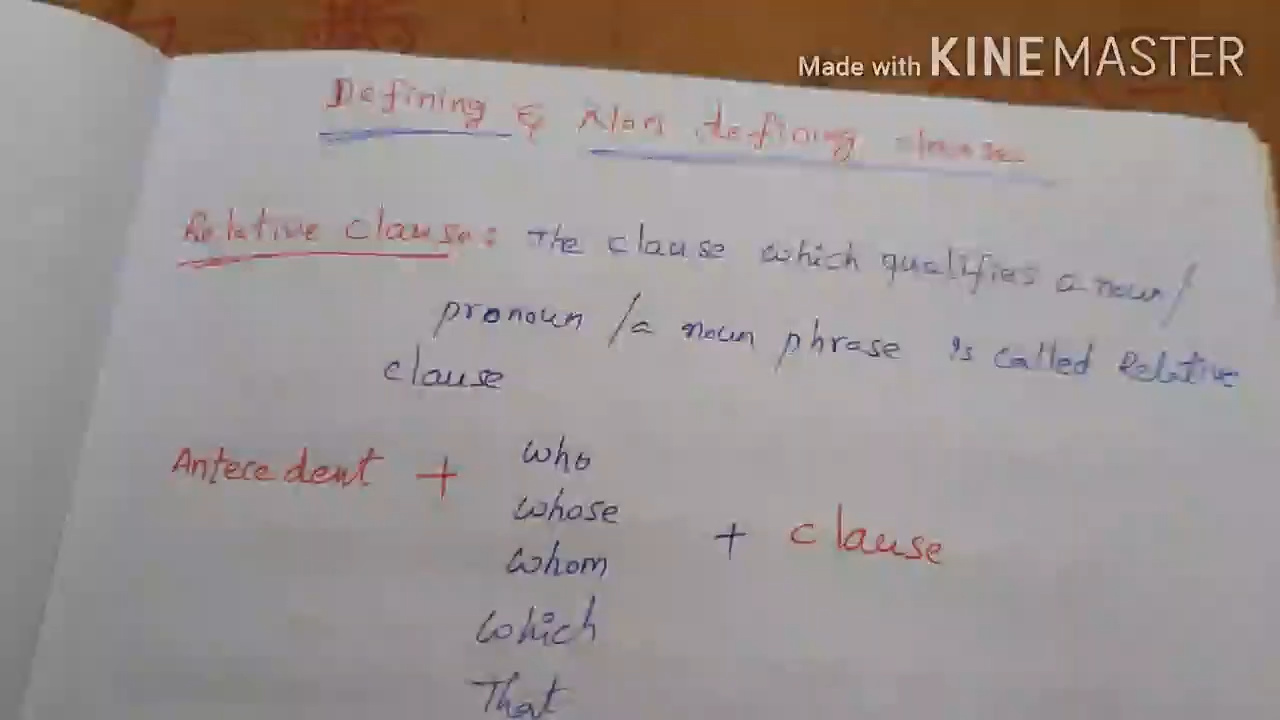 Made with KINEMASTER
Defining & Non defining clause
Relative clause: The clause which qualifies a noun/
pronoun /a noun phrase is called Relative
clause
Antecedent + who
whose
whom + clause
which
That